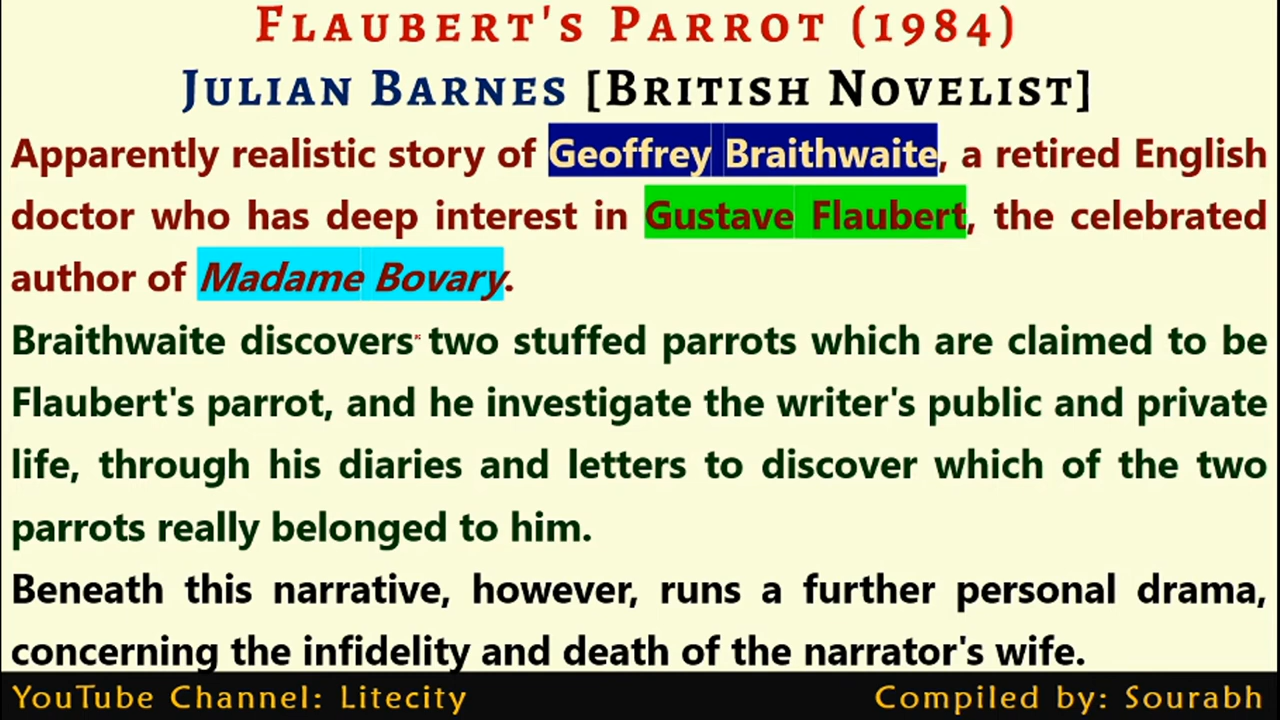 Flaubert's Parrot (1984)
Julian Barnes [British Novelist]
Apparently realistic story of Geoffrey Braithwaite, a retired English
doctor who has deep interest in Gustave Flaubert, the celebrated
author of Madame Bovary.
Braithwaite discovers two stuffed parrots which are claimed to be
Flaubert's parrot, and he investigate the writer's public and private
life, through his diaries and letters to discover which of the two
parrots really belonged to him.
Beneath this narrative, however, runs a further personal drama,
concerning the infidelity and death of the narrator's wife.
YouTube Channel: Litecity
Compiled by: Sourabh